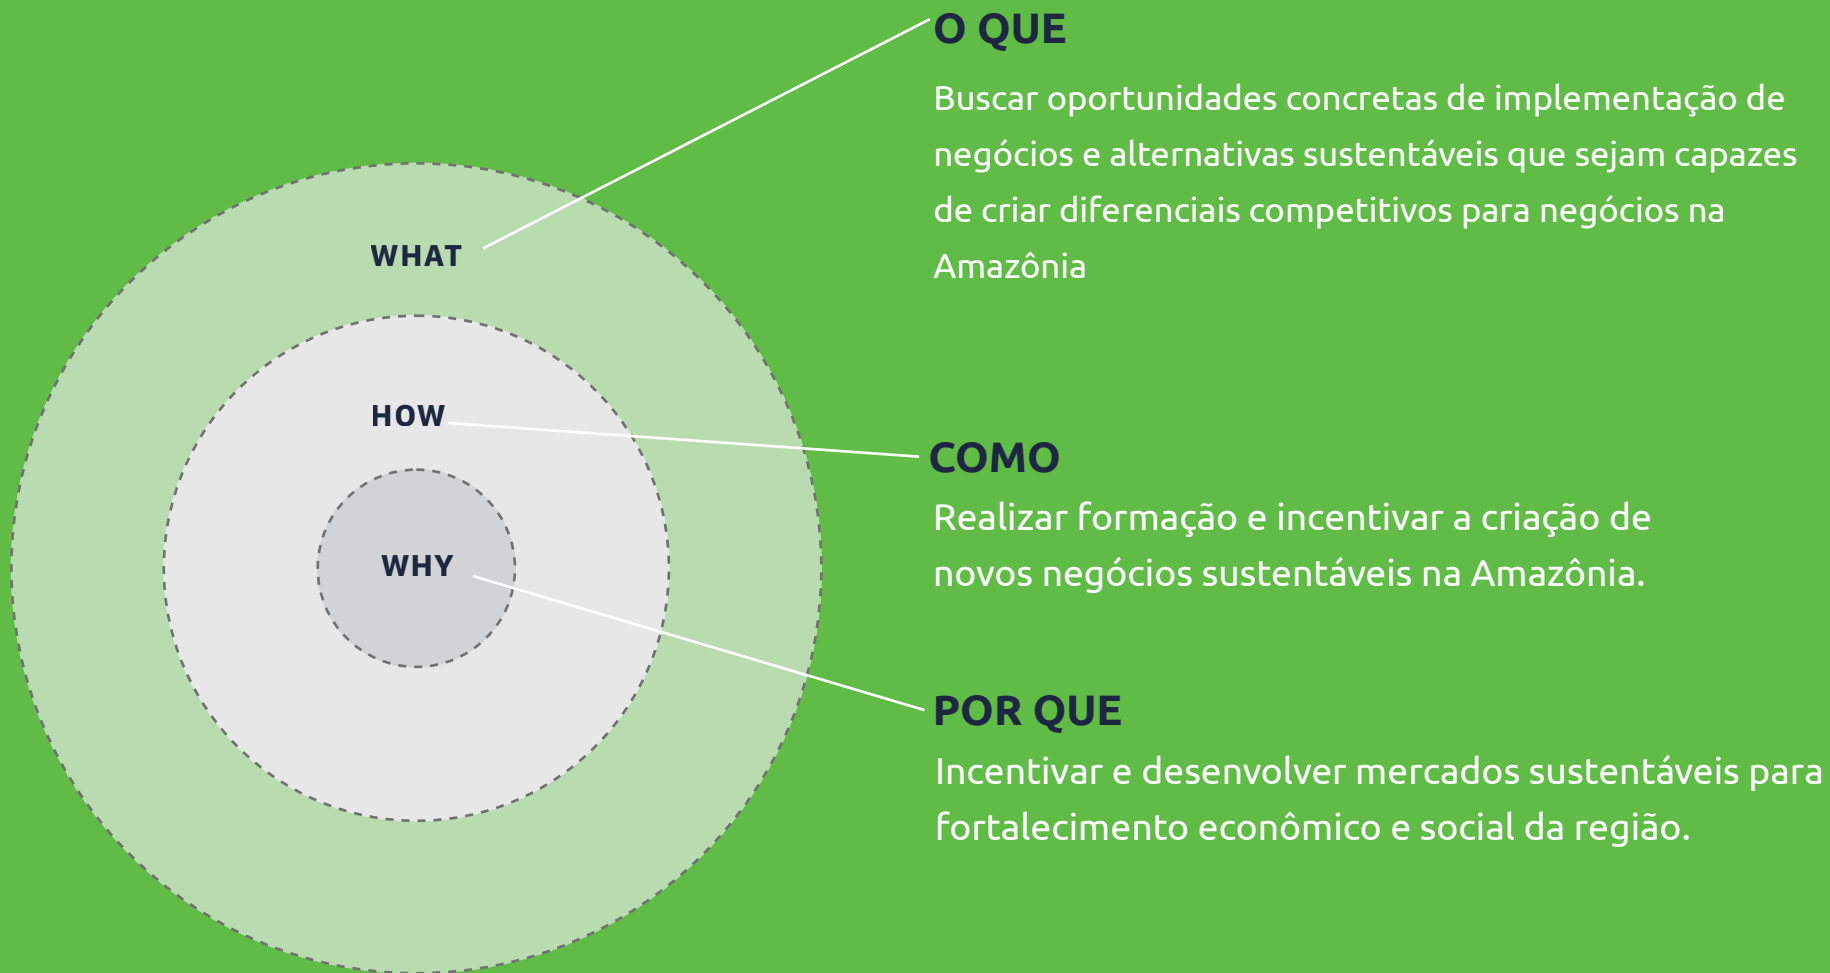 O QUE
Buscar oportunidades concretas de implementação de
negócios e alternativas sustentáveis que sejam capazes
de criar diferenciais competitivos para negócios na
Amazônia
WHAT
HOW
COMO
Realizar formação e incentivar a criação de
novos negócios sustentáveis na Amazônia.
WHY
POR QUE
Incentivar e desenvolver mercados sustentáveis para
fortalecimento econômico e social da região.